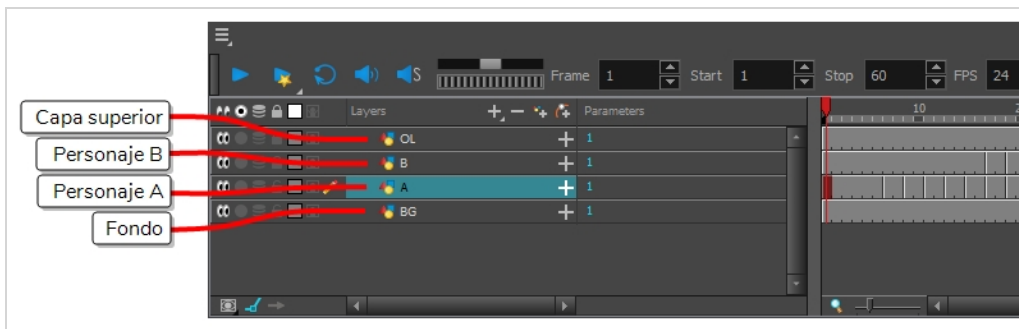 S Frame 1 Start 1 Stop 60 FPS 24
Layers Parameters 10 2
Capa superior OL 1
Personaje B B 1
Personaje A A 1
Fondo BG 1